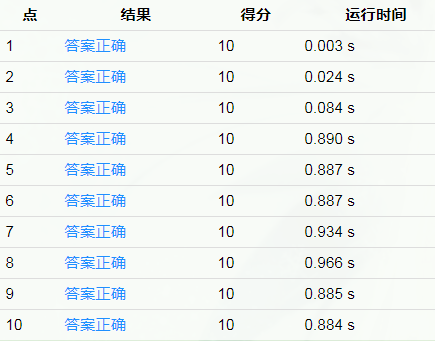 点 结果 得分 运行时间
1 答案正确 10 0.003 s
2 答案正确 10 0.024 s
3 答案正确 10 0.084 s
4 答案正确 10 0.890 s
5 答案正确 10 0.887 s
6 答案正确 10 0.887 s
7 答案正确 10 0.934 s
8 答案正确 10 0.966 s
9 答案正确 10 0.885 s
10 答案正确 10 0.884 s